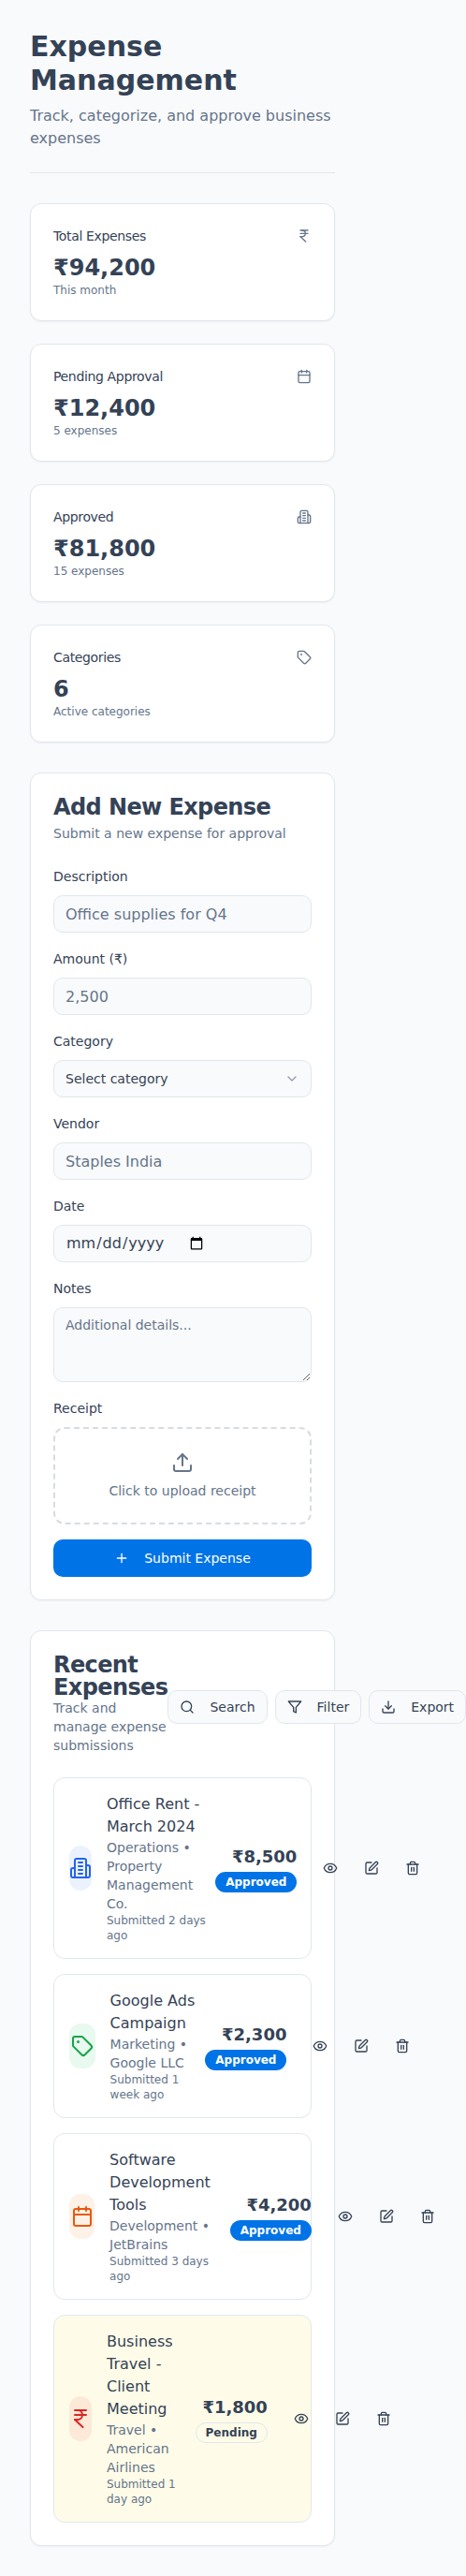 Expense
Management
Track, categorize, and approve business
expenses
Total Expenses
₹94,200
This month
Pending Approval
₹12,400
5 expenses
Approved
₹81,800
15 expenses
Categories
6
Active categories
Add New Expense
Submit a new expense for approval
Description
Office supplies for Q4
Amount (₹)
2,500
Category
Select category
Vendor
Staples India
Date
mm/dd/yyyy
Notes
Additional details...
Receipt
Click to upload receipt
Submit Expense
Recent
Expenses
Track and
manage expense
submissions
Search
Filter
Export
Office Rent -
March 2024
Operations •
Property
Management
Co.
Submitted 2 days
ago
₹8,500
Approved
Google Ads
Campaign
Marketing •
Google LLC
Submitted 1
week ago
₹2,300
Approved
Software
Development
Tools
Development •
JetBrains
Submitted 3 days
ago
₹4,200
Approved
Business
Travel -
Client
Meeting
Travel •
American
Airlines
Submitted 1
day ago
₹1,800
Pending